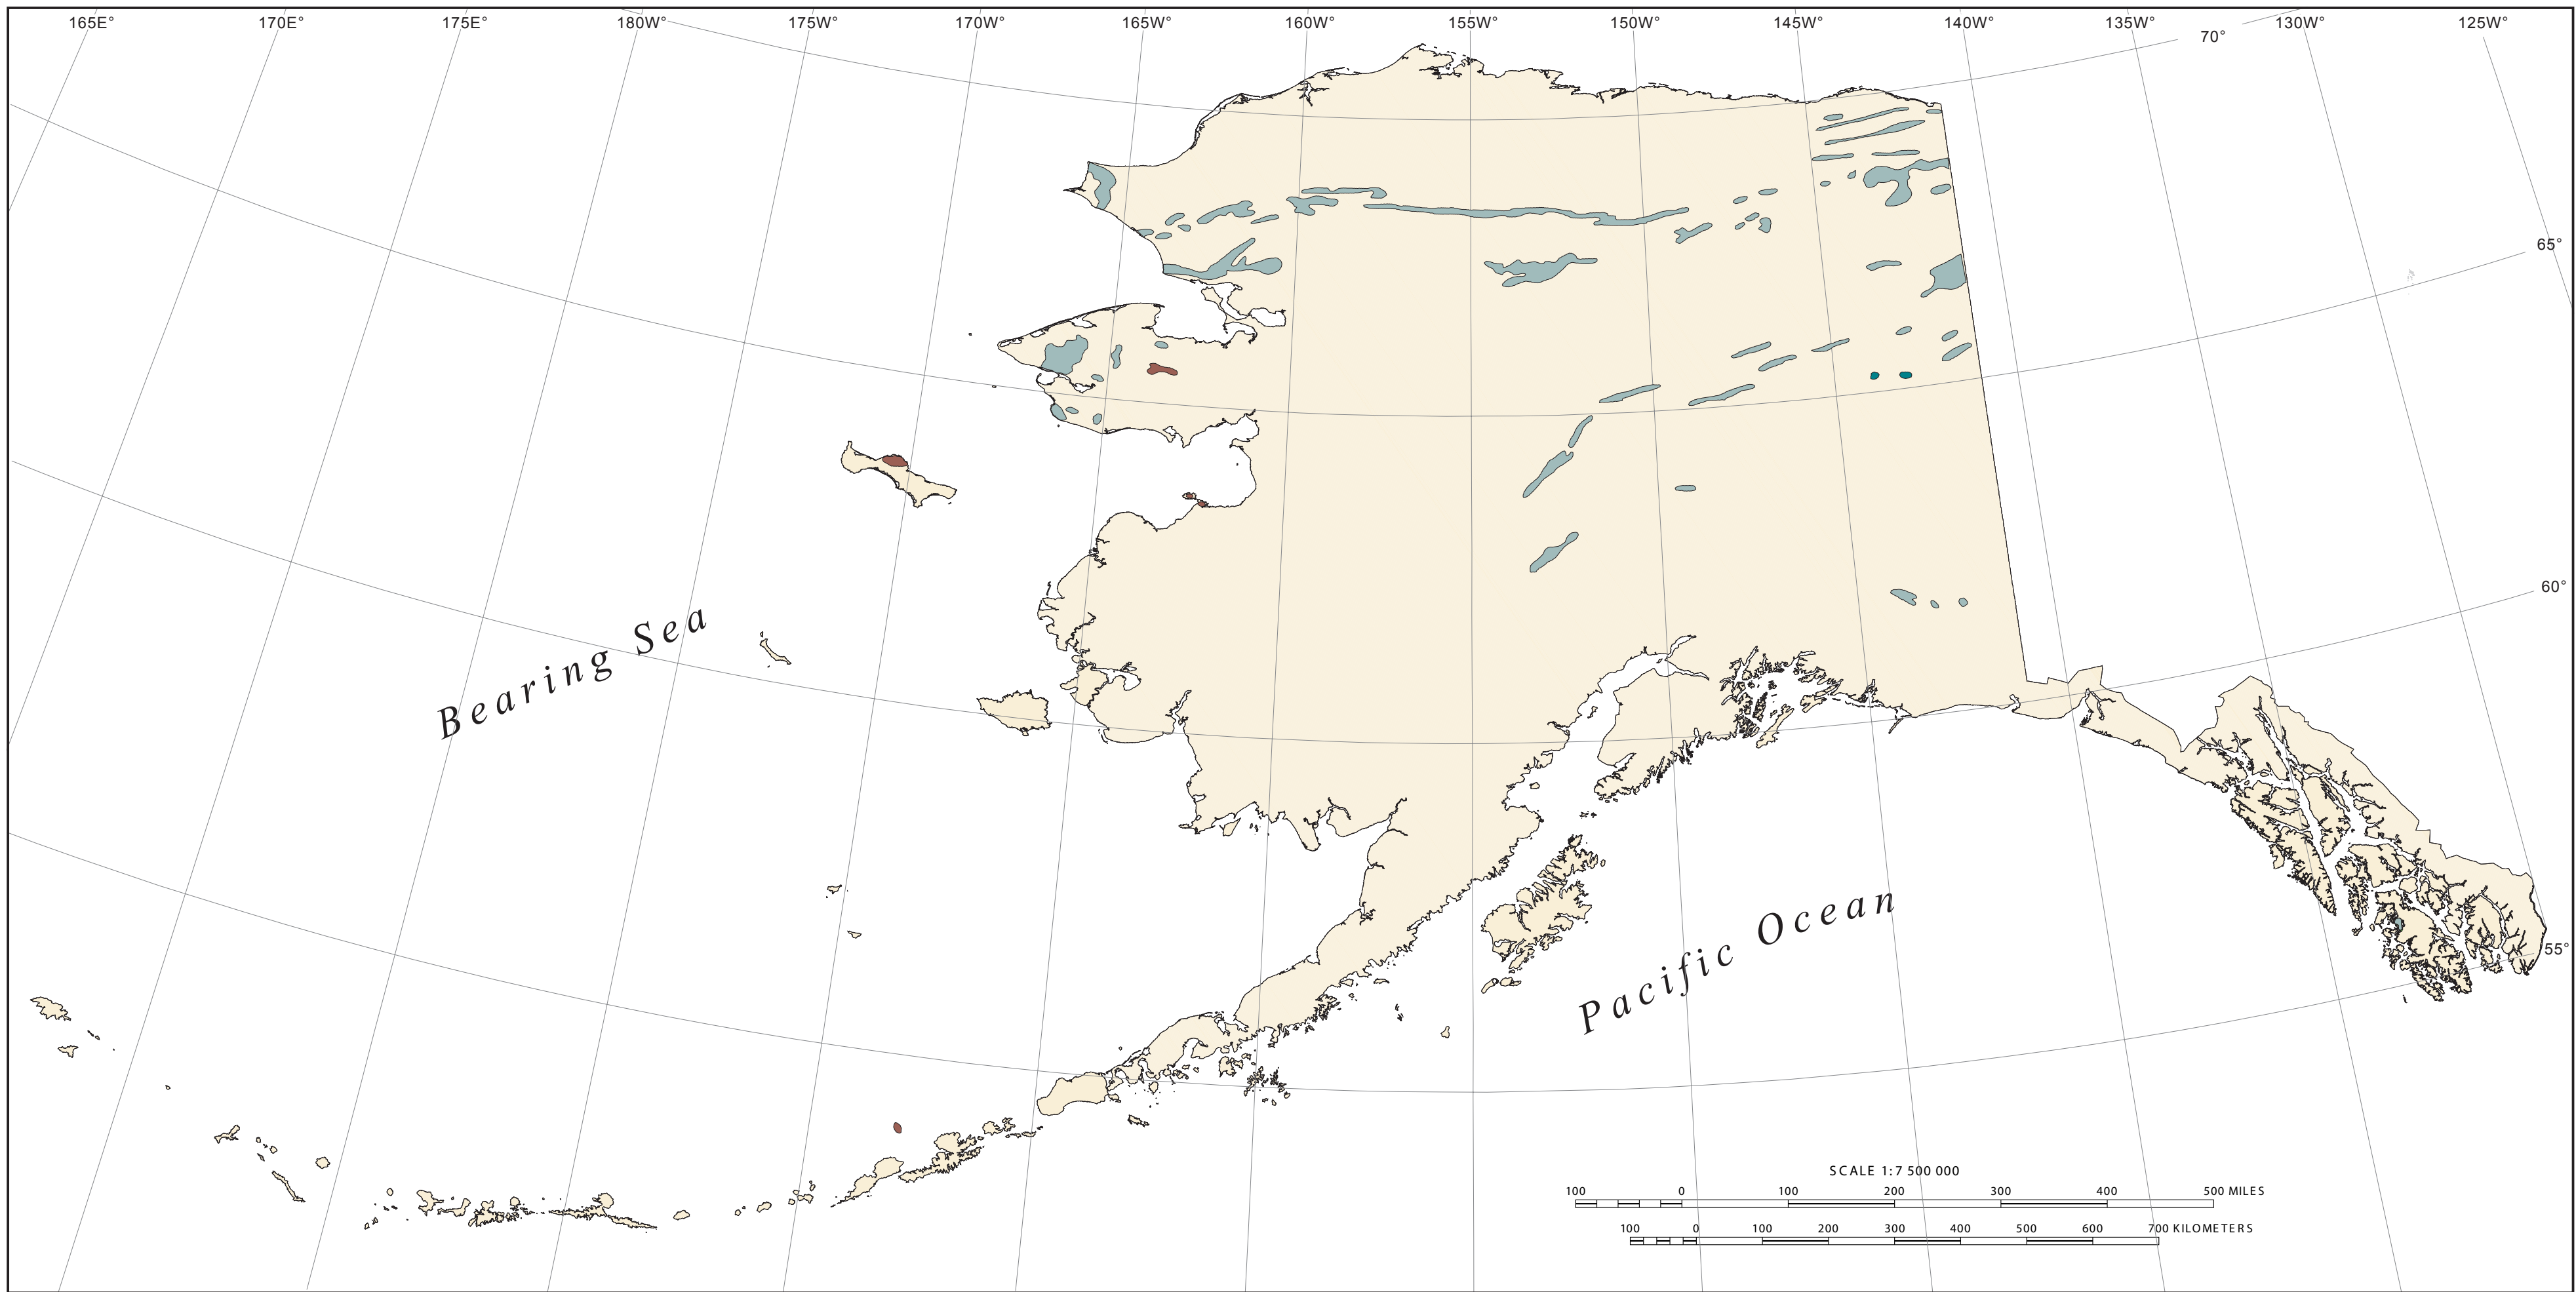 165E° 170E° 175E° 180W° 175W° 170W° 165W° 160W° 155W° 150W° 145W° 140W° 135W° 130W° 125W°
70°
65°
60°
Bearing Sea
Pacific Ocean
55°
SCALE 1:7 500 000
100 0 100 200 300 400 500 MILES
100 0 100 200 300 400 500 600 700 KILOMETERS